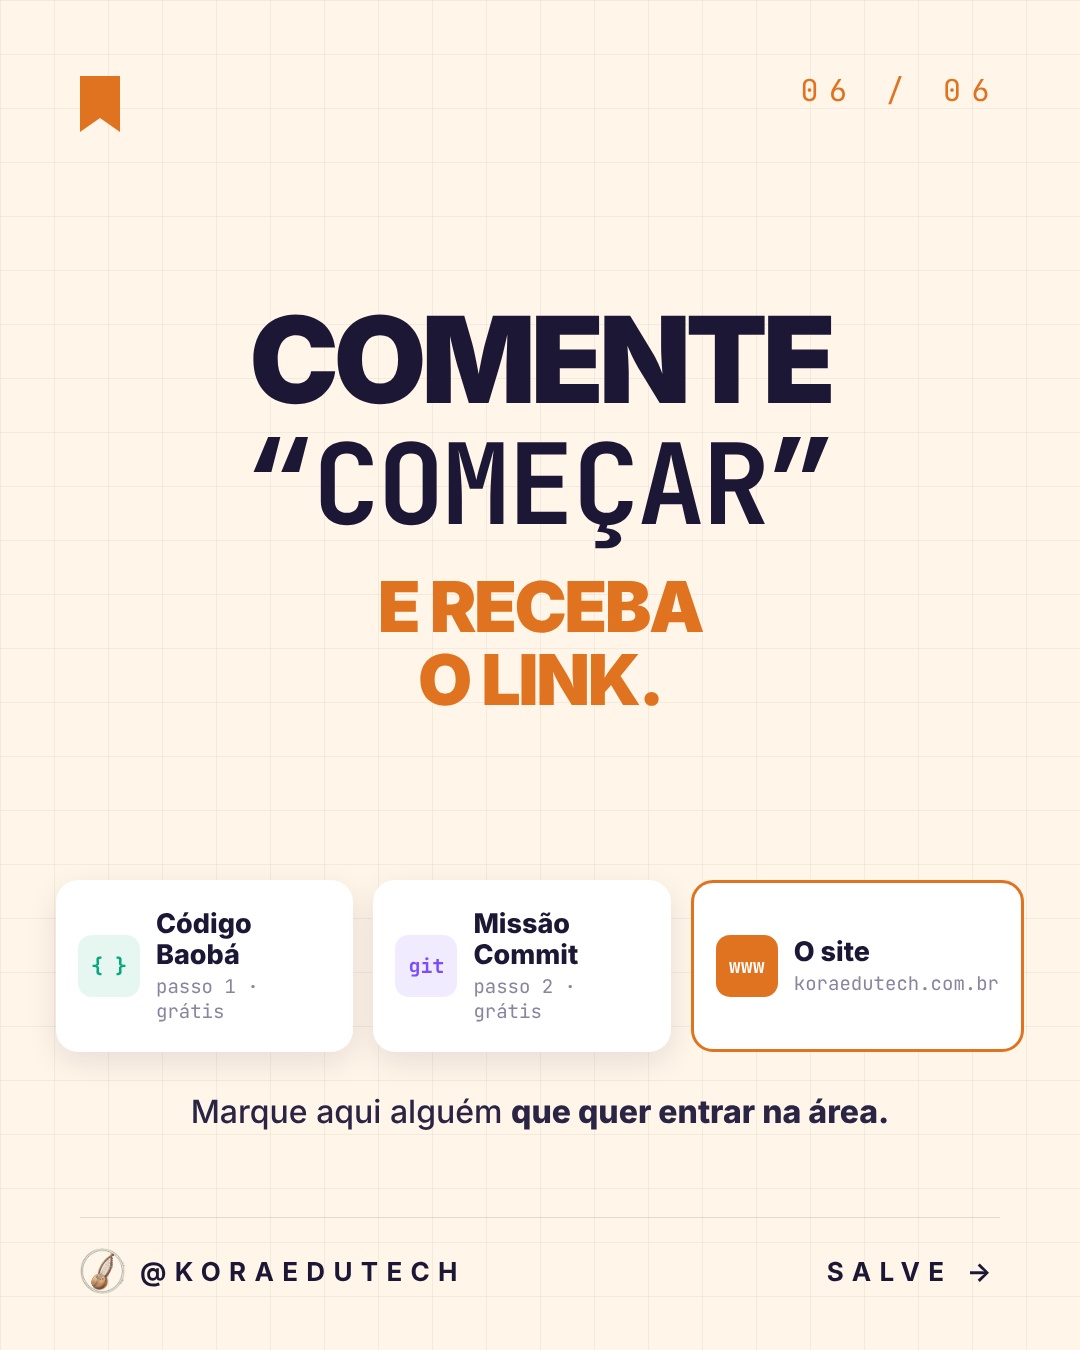 06 / 06
COMENTE
“COMEÇAR”
E RECEBA
O LINK.
{ }
Código
Baobá
passo 1 ·
grátis
git
Missão
Commit
passo 2 ·
grátis
www
O site
koraedutech.com.br
Marque aqui alguém que quer entrar na área.
@KORAEDUTECH
SALVE →